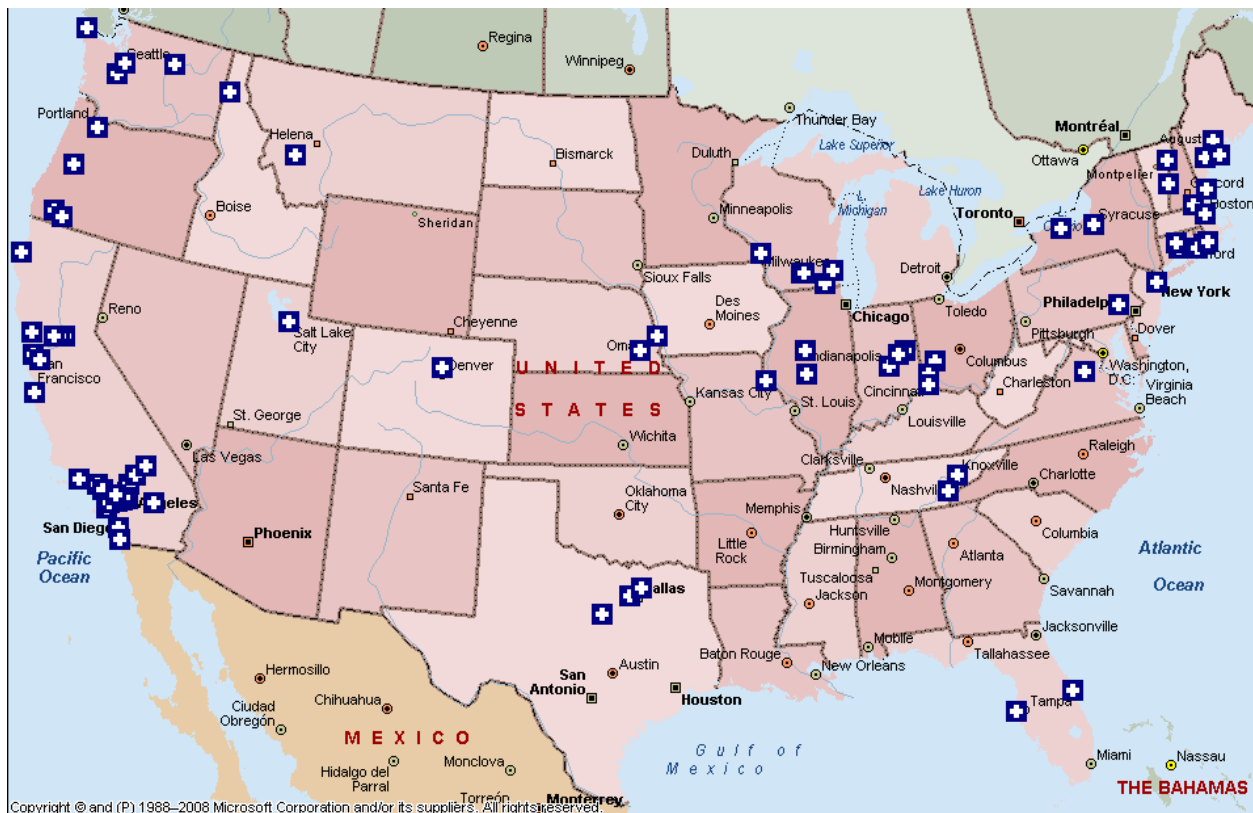 Seattle
Regina
Winnipeg
Thunder Bay
Montréal
Portland
Helena
Bismarck
Duluth
Lake Superior
Ottawa
Montpelier
Boise
Sheridan
Minneapolis
L.
Michigan
Lake Huron
Toronto
Syracuse
Sioux Falls
Detroit
Reno
Salt Lake
City
Cheyenne
Des
Moines
Chicago
Toledo
New York
Pittsburgh
Dover
Francisco
Denver
UNITED
Indianapolis
Columbus
Washington,
D.C.
Charleston
Virginia
Beach
St. George
STATES
Kansas City
St. Louis
Louisville
Las Vegas
Wichita
Clarksville
Knoxville
Raleigh
Charlotte
Santa Fe
Oklahoma
City
San Diego
Phoenix
Memphis
Huntsville
Birmingham
Little
Rock
Atlanta
Columbia
Atlantic
Ocean
Pacific
Ocean
Tuscaloosa
Jackson
Montgomery
Savannah
Jacksonville
Mobile
Tallahassee
Baton Rouge
New Orleans
Austin
San
Antonio
Houston
Hermosillo
Chihuahua
Ciudad
Obregón
MEXICO
Hidalgo del
Parral
Monclova
Gulf of
Mexico
Tampa
Miami
Nassau
THE BAHAMAS
Torreón
Monterrey
Copyright © and (P) 1988–2008 Microsoft Corporation and/or its suppliers. All rights reserved.